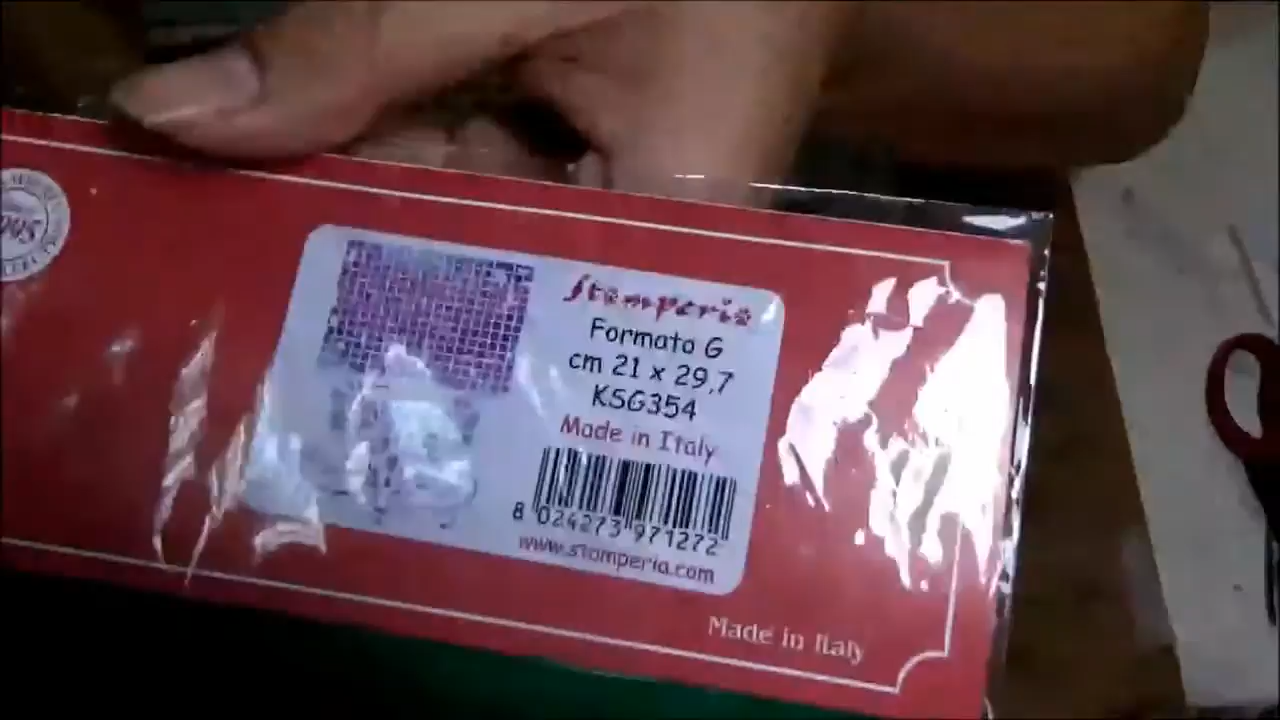 Stamperia
Formato G
cm 21 x 29,7
KSG354
Made in Italy
8 024273 971272
www.stamperia.com
Made in Italy